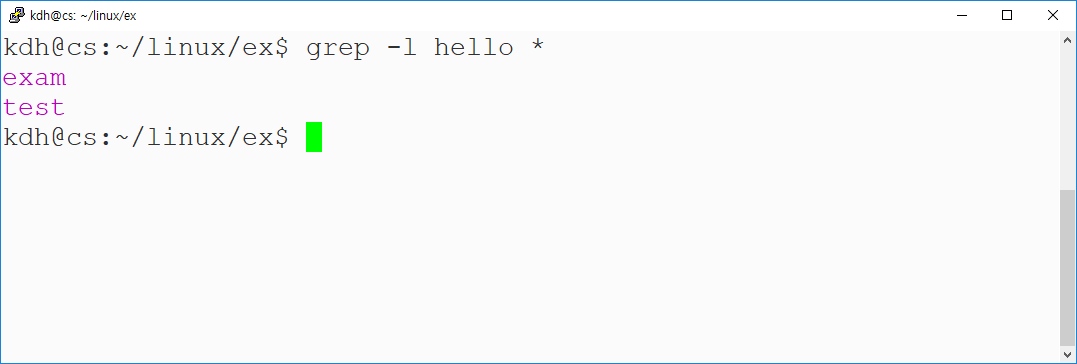 kdh@cs: ~/linux/ex
kdh@cs:~/linux/ex$ grep -l hello *
exam
test
kdh@cs:~/linux/ex$